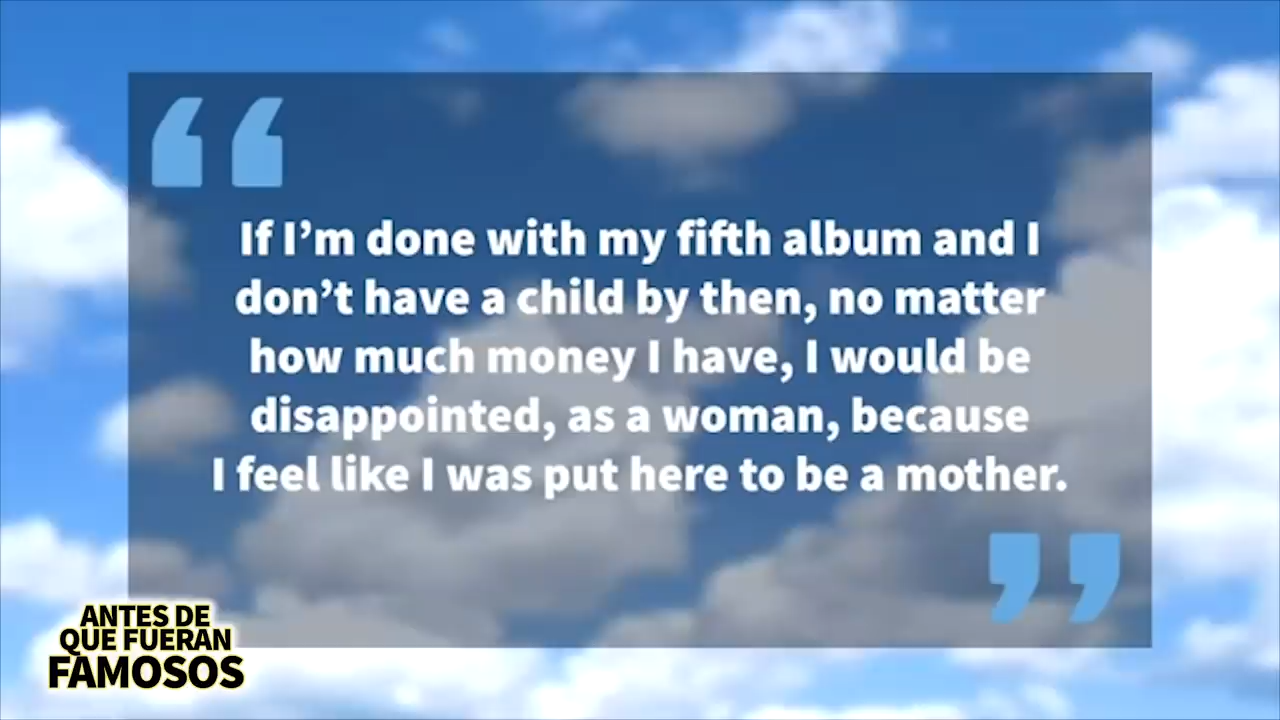 If I’m done with my fifth album and I
don’t have a child by then, no matter
how much money I have, I would be
disappointed, as a woman, because
I feel like I was put here to be a mother.
ANTES DE
QUE FUERAN
FAMOSOS